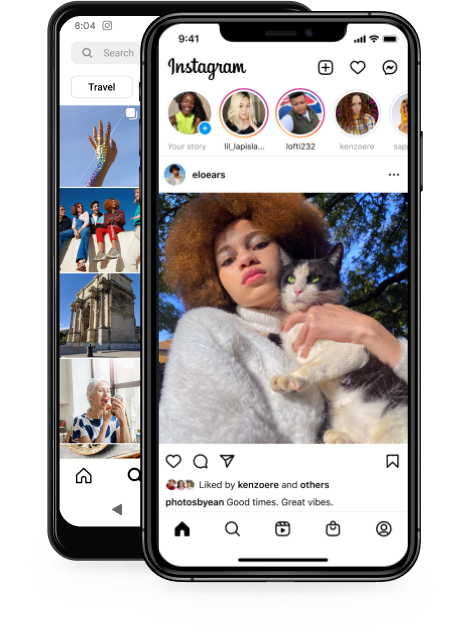 8:04
Search
Travel
9:41
Instagram
Your story
lil_lapisla...
lofti232
kenzoere
sap
eloears
Liked by kenzoere and others
photosbyean Good times. Great vibes.